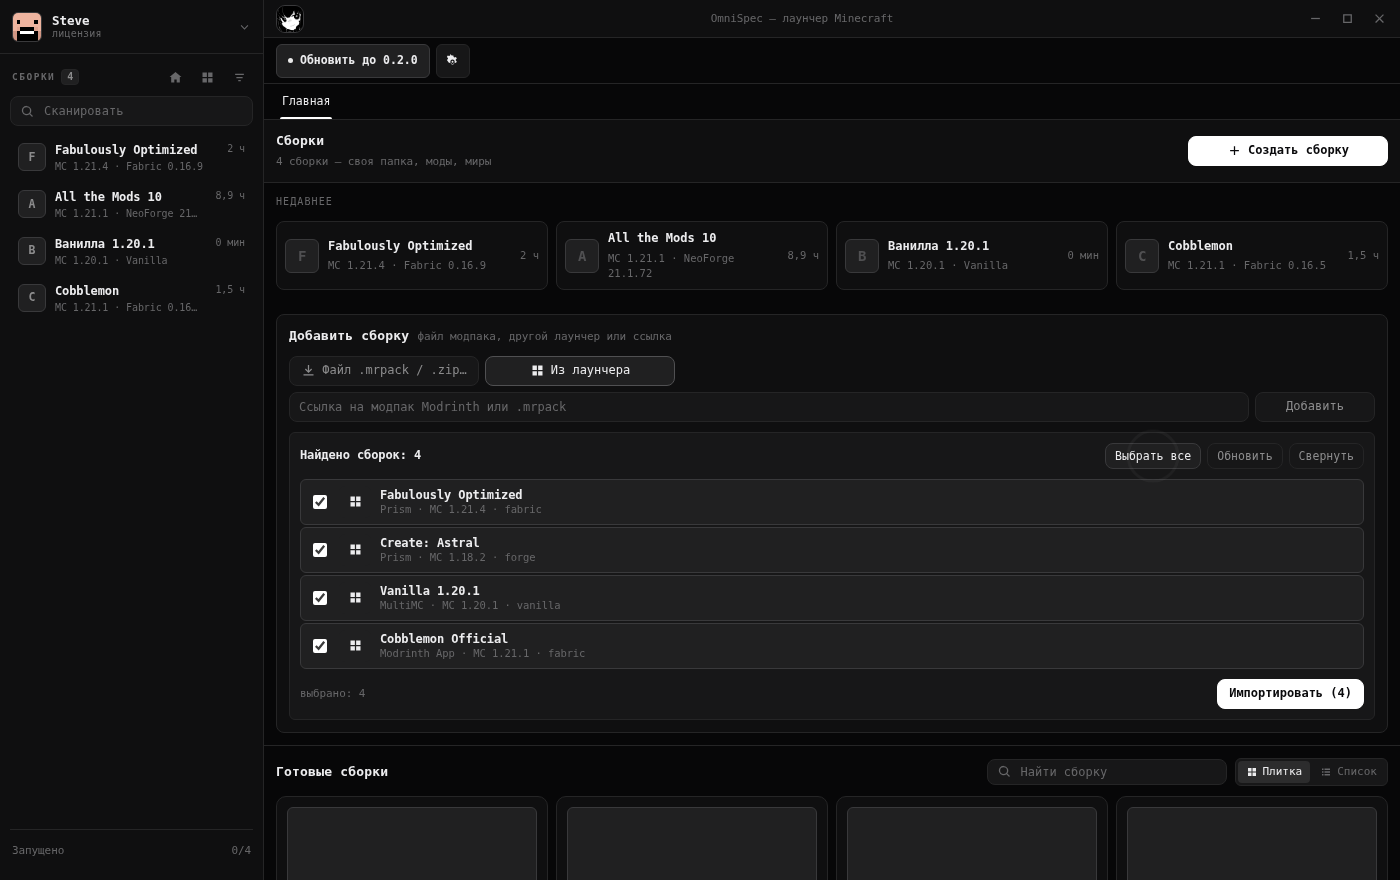 Steve
лицензия
OmniSpec — лаунчер Minecraft
Обновить до 0.2.0
СБОРКИ 4
Сканировать
F
Fabulously Optimized
2 ч
MC 1.21.4 · Fabric 0.16.9
A
All the Mods 10
8,9 ч
MC 1.21.1 · NeoForge 21…
B
Ванилла 1.20.1
0 мин
MC 1.20.1 · Vanilla
C
Cobblemon
1,5 ч
MC 1.21.1 · Fabric 0.16…
Запущено
0/4
Главная
Сборки
4 сборки — своя папка, моды, миры
+ Создать сборку
НЕДАВНЕЕ
F
Fabulously Optimized
MC 1.21.4 · Fabric 0.16.9
2 ч
A
All the Mods 10
MC 1.21.1 · NeoForge
21.1.72
8,9 ч
B
Ванилла 1.20.1
MC 1.20.1 · Vanilla
0 мин
C
Cobblemon
MC 1.21.1 · Fabric 0.16.5
1,5 ч
Добавить сборку файл модпака, другой лаунчер или ссылка
Файл .mrpack / .zip…
Из лаунчера
Ссылка на модпак Modrinth или .mrpack
Добавить
Найдено сборок: 4
Выбрать все
Обновить
Свернуть
Fabulously Optimized
Prism · MC 1.21.4 · fabric
Create: Astral
Prism · MC 1.18.2 · forge
Vanilla 1.20.1
MultiMC · MC 1.20.1 · vanilla
Cobblemon Official
Modrinth App · MC 1.21.1 · fabric
выбрано: 4
Импортировать (4)
Готовые сборки
Найти сборку
Плитка
Список